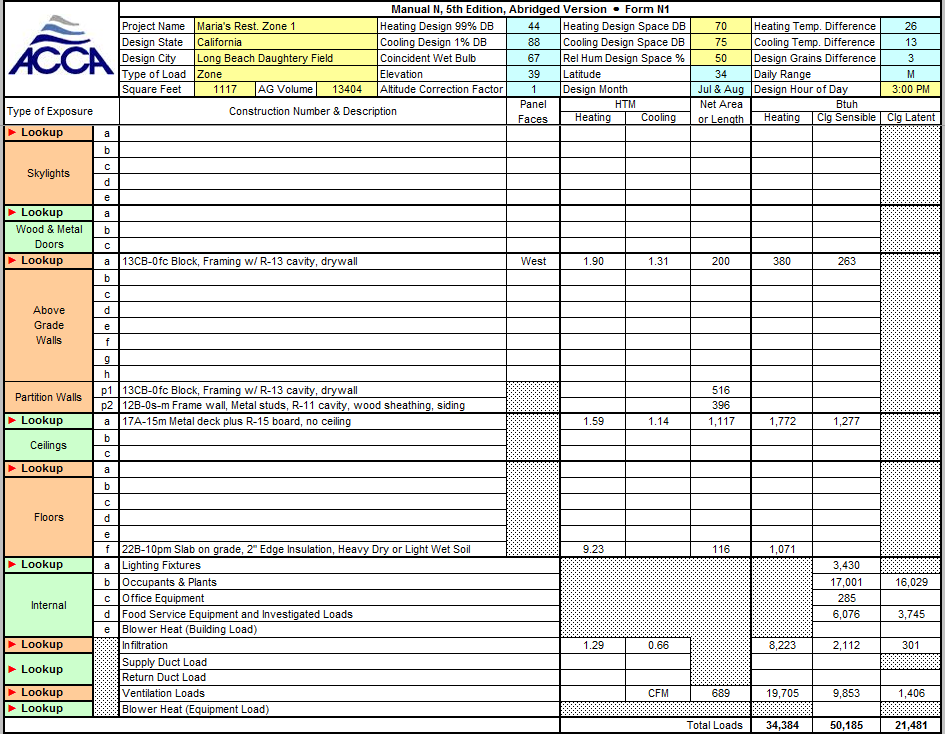 ACCA
Manual N, 5th Edition, Abridged Version ● Form N1
Project Name Maria's Rest. Zone 1 Heating Design 99% DB 44 Heating Design Space DB 70 Heating Temp. Difference 26
Design State California Cooling Design 1% DB 88 Cooling Design Space DB 75 Cooling Temp. Difference 13
Design City Long Beach Daughtery Field Coincident Wet Bulb 67 Rel Hum Design Space % 50 Design Grains Difference 3
Type of Load Zone Elevation 39 Latitude 34 Daily Range M
Square Feet 1117 AG Volume 13404 Altitude Correction Factor 1 Design Month Jul & Aug Design Hour of Day 3:00 PM
Type of Exposure Construction Number & Description Panel Faces HTM Heating Cooling Net Area or Length Btuh Heating Clg Sensible Clg Latent
► Lookup a
b
Skylights c
d
e
► Lookup a
Wood & Metal Doors b
c
► Lookup a 13CB-0fc Block, Framing w/ R-13 cavity, drywall West 1.90 1.31 200 380 263
b
c
Above Grade Walls d
e
f
g
h
Partition Walls p1 13CB-0fc Block, Framing w/ R-13 cavity, drywall 516
p2 12B-0s-m Frame wall, Metal studs, R-11 cavity, wood sheathing, siding 396
► Lookup a 17A-15m Metal deck plus R-15 board, no ceiling 1.59 1.14 1,117 1,772 1,277
Ceilings b
c
► Lookup a
b
c
Floors d
e
f 22B-10pm Slab on grade, 2" Edge Insulation, Heavy Dry or Light Wet Soil 9.23 116 1,071
► Lookup a Lighting Fixtures 3,430
b Occupants & Plants 17,001 16,029
Internal c Office Equipment 285
d Food Service Equipment and Investigated Loads 6,076 3,745
e Blower Heat (Building Load)
► Lookup Infiltration 1.29 0.66 8,223 2,112 301
► Lookup Supply Duct Load
Return Duct Load
► Lookup Ventilation Loads CFM 689 19,705 9,853 1,406
► Lookup Blower Heat (Equipment Load)
Total Loads 34,384 50,185 21,481